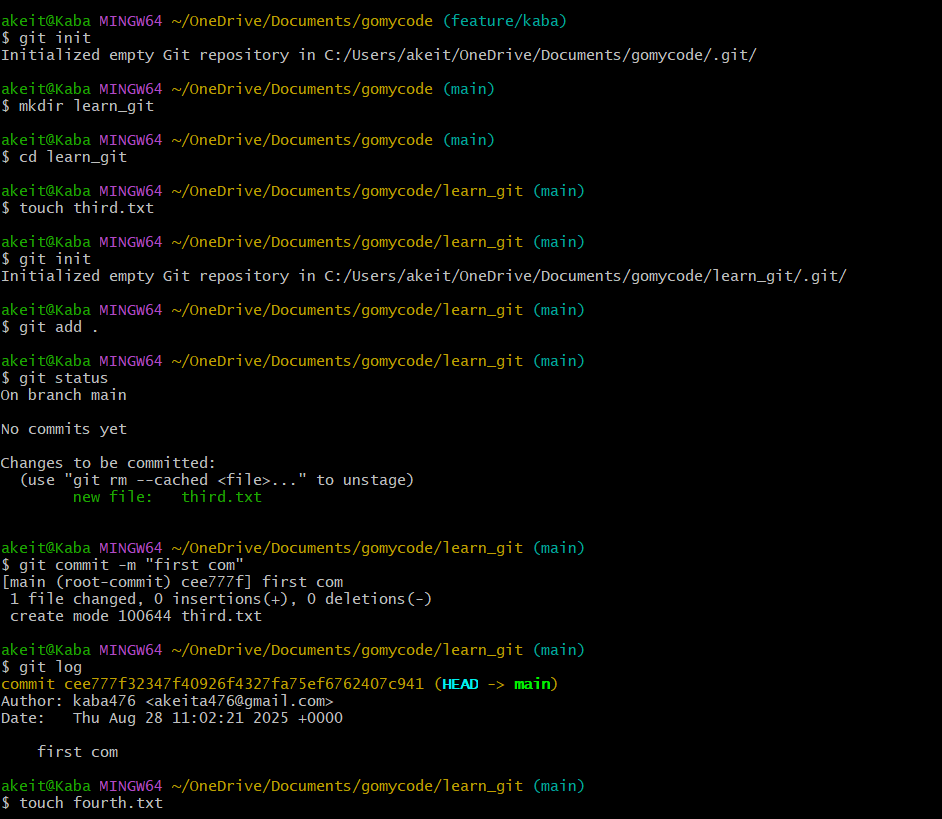 akeit@Kaba MINGW64 ~/OneDrive/Documents/gomycode (feature/kaba)
$ git init
Initialized empty Git repository in C:/Users/akeit/OneDrive/Documents/gomycode/.git/

akeit@Kaba MINGW64 ~/OneDrive/Documents/gomycode (main)
$ mkdir learn_git

akeit@Kaba MINGW64 ~/OneDrive/Documents/gomycode (main)
$ cd learn_git

akeit@Kaba MINGW64 ~/OneDrive/Documents/gomycode/learn_git (main)
$ touch third.txt

akeit@Kaba MINGW64 ~/OneDrive/Documents/gomycode/learn_git (main)
$ git init
Initialized empty Git repository in C:/Users/akeit/OneDrive/Documents/gomycode/learn_git/.git/

akeit@Kaba MINGW64 ~/OneDrive/Documents/gomycode/learn_git (main)
$ git add .

akeit@Kaba MINGW64 ~/OneDrive/Documents/gomycode/learn_git (main)
$ git status
On branch main

No commits yet

Changes to be committed:
  (use "git rm --cached <file>..." to unstage)
        new file:   third.txt


akeit@Kaba MINGW64 ~/OneDrive/Documents/gomycode/learn_git (main)
$ git commit -m "first com"
[main (root-commit) cee777f] first com
 1 file changed, 0 insertions(+), 0 deletions(-)
 create mode 100644 third.txt

akeit@Kaba MINGW64 ~/OneDrive/Documents/gomycode/learn_git (main)
$ git log
commit cee777f32347f40926f4327fa75ef6762407c941 (HEAD -> main)
Author: kaba476 <akeita476@gmail.com>
Date:   Thu Aug 28 11:02:21 2025 +0000

    first com

akeit@Kaba MINGW64 ~/OneDrive/Documents/gomycode/learn_git (main)
$ touch fourth.txt